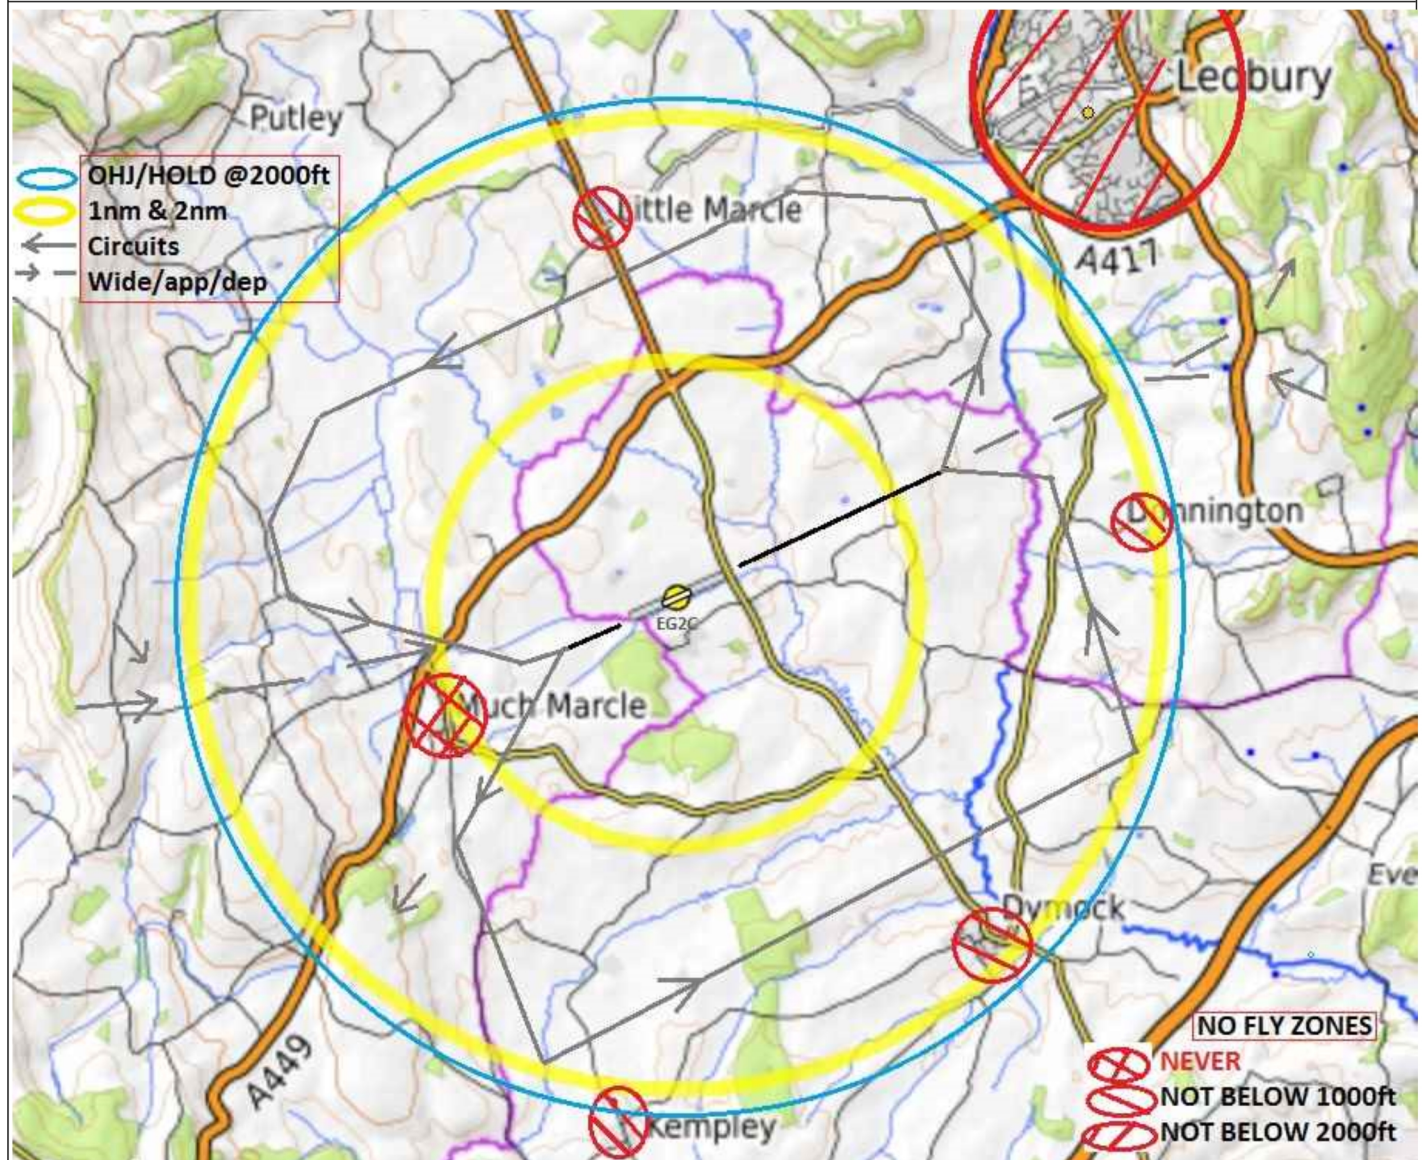 Ledbury
Putley
OHJ/HOLD @2000ft
1nm & 2nm
Circuits
Wide/app/dep
Little Marcle
A417
Donnington
EG2C
Much Marcle
Eve
Dymock
NO FLY ZONES
A449
NEVER
NOT BELOW 1000ft
Kempley
NOT BELOW 2000ft